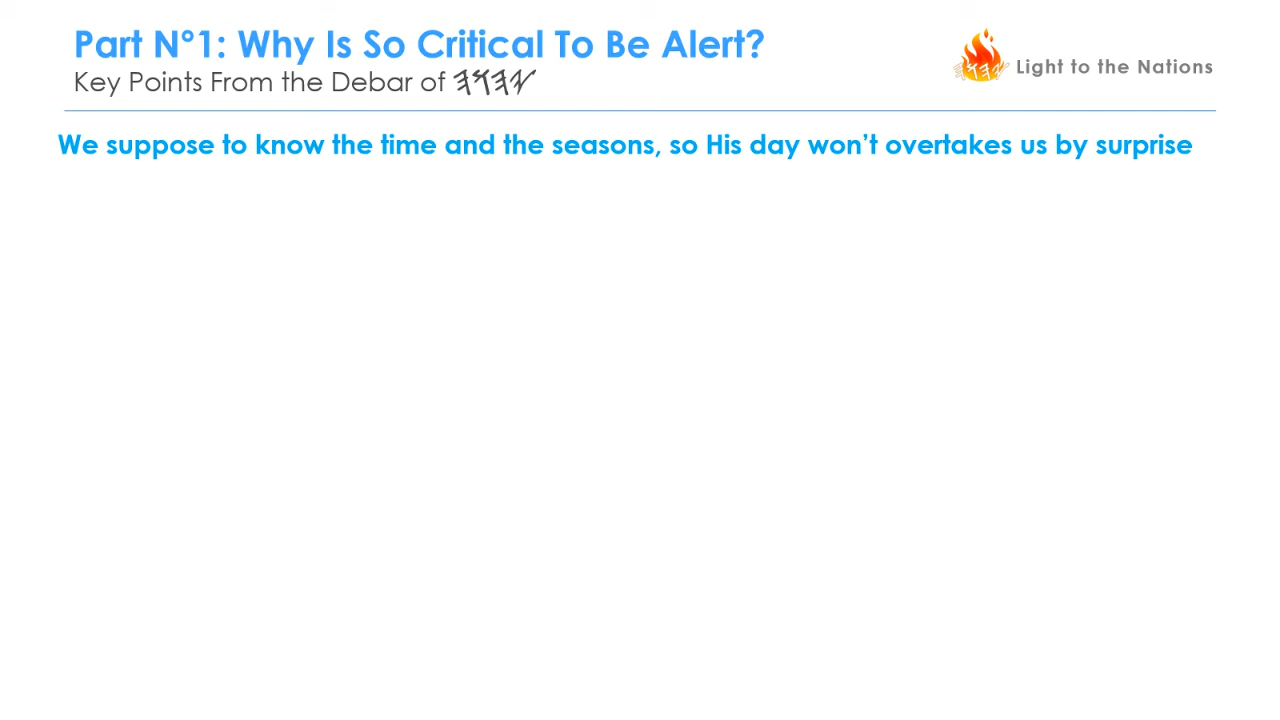 Part N°1: Why Is So Critical To Be Alert?
Key Points From the Debar of 𐤉𐤄𐤅𐤄
Light to the Nations
We suppose to know the time and the seasons, so His day won’t overtakes us by surprise